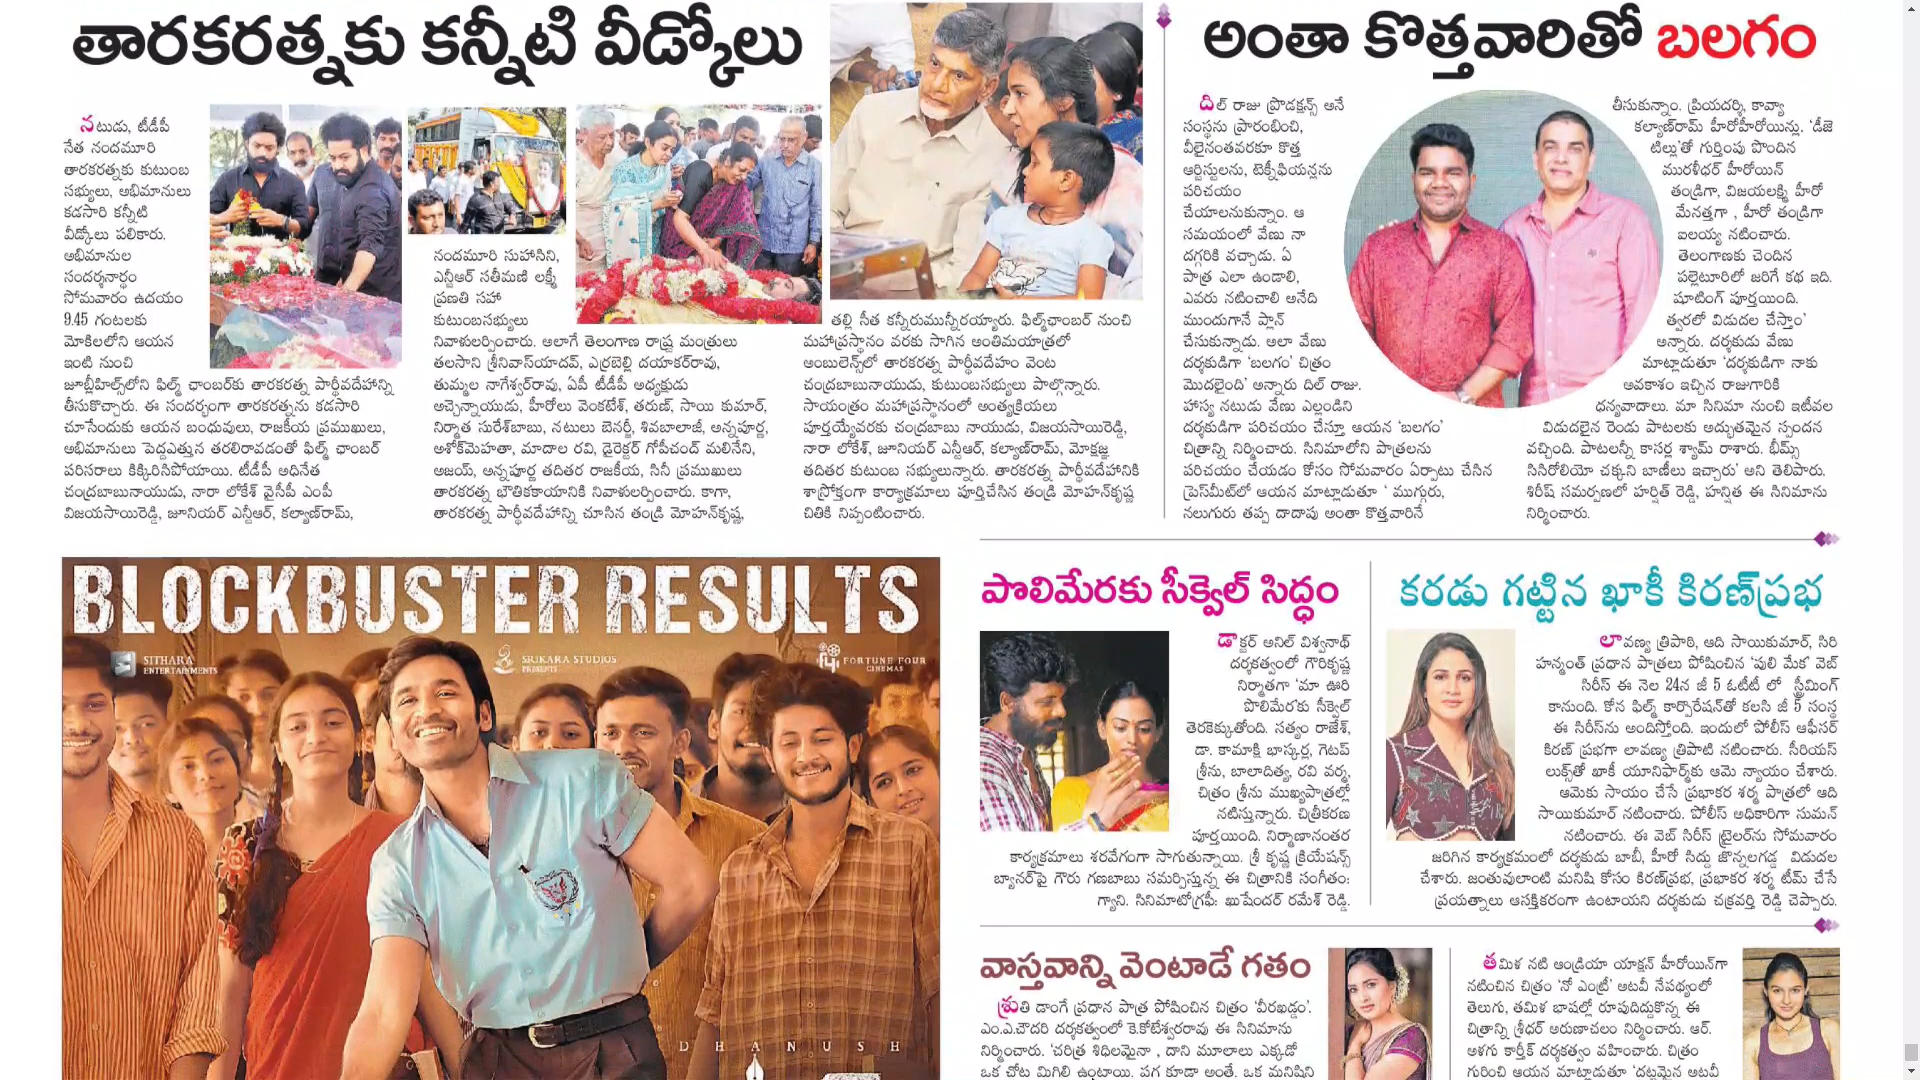 తారకరత్నకు కన్నీటి వీడ్కోలు
నటుడు, టీడీపీ
నేత నందమూరి
తారకరత్నకు కుటుంబ
సభ్యులు, అభిమానులు
కడసారి కన్నీటి
వీడ్కోలు పలికారు.
అభిమానుల
సందర్శనార్థం
సోమవారం ఉదయం
9.45 గంటలకు
మోకిలలోని ఆయన
ఇంటి నుంచి
జూబ్లీహిల్స్‌లోని ఫిల్మ్ ఛాంబర్‌కు తారకరత్న పార్థీవదేహాన్ని
తీసుకొచ్చారు. ఈ సందర్భంగా తారకరత్నను కడసారి
చూసేందుకు ఆయన బంధువులు, రాజకీయ ప్రముఖులు,
అభిమానులు పెద్దఎత్తున తరలిరావడంతో ఫిల్మ్ ఛాంబర్
పరిసరాలు కిక్కిరిసిపోయాయి. టీడీపీ అధినేత
చంద్రబాబునాయుడు, నారా లోకేశ్ వైసీపీ ఎంపీ
విజయసాయిరెడ్డి, జూనియర్ ఎన్టీఆర్, కల్యాణ్‌రామ్,
నందమూరి సుహాసిని,
ఎన్టీఆర్ సతీమణి లక్ష్మీ
ప్రణతి సహా
కుటుంబసభ్యులు
నివాళులర్పించారు. అలాగే తెలంగాణ రాష్ట్ర మంత్రులు
తలసాని శ్రీనివాస్‌యాదవ్, ఎర్రబెల్లి దయాకర్‌రావు,
తుమ్మల నాగేశ్వర్‌రావు, ఏపీ టీడీపీ అధ్యక్షుడు
అచ్చెన్నాయుడు, హీరోలు వెంకటేశ్, తరుణ్, సాయి కుమార్,
నిర్మాత సురేశ్‌బాబు, నటులు బెనర్జీ, శివబాలాజీ, అన్నపూర్ణ,
అశోక్‌మెహతా, మాదాల రవి, డైరెక్టర్ గోపీచంద్ మలినేని,
అజయ్, అన్నపూర్ణ తదితర రాజకీయ, సినీ ప్రముఖులు
తారకరత్న భౌతికకాయానికి నివాళులర్పించారు. కాగా,
తారకరత్న పార్థీవదేహాన్ని చూసిన తండ్రి మోహన్‌కృష్ణ,
తల్లి సీత కన్నీరుమున్నీరయ్యారు. ఫిల్మ్‌ఛాంబర్ నుంచి
మహాప్రస్థానం వరకు సాగిన అంతిమయాత్రలో
అంబులెన్స్‌లో తారకరత్న పార్థీవదేహం వెంట
చంద్రబాబునాయుడు, కుటుంబసభ్యులు పాల్గొన్నారు.
సాయంత్రం మహాప్రస్థానంలో అంత్యక్రియలు
పూర్తయ్యేవరకు చంద్రబాబు నాయుడు, విజయసాయిరెడ్డి,
నారా లోకేశ్, జూనియర్ ఎన్టీఆర్, కల్యాణ్‌రామ్, మోక్షజ్ఞ
తదితర కుటుంబ సభ్యులున్నారు. తారకరత్న పార్థీవదేహానికి
శాస్త్రోక్తంగా కార్యాక్రమాలు పూర్తిచేసిన తండ్రి మోహన్‌కృష్ణ
చితికి నిప్పంటించారు.
అంతా కొత్తవారితో బలగం
దిల్ రాజు ప్రొడక్షన్స్ అనే
సంస్థను ప్రారంభించి,
వీలైనంతవరకూ కొత్త
ఆర్టిస్టులను, టెక్నీషియన్లను
పరిచయం
చేయాలనుకున్నాం. ఆ
సమయంలో వేణు నా
దగ్గరికి వచ్చాడు. ఏ
పాత్ర ఎలా ఉండాలి,
ఎవరు నటించాలి అనేది
ముందుగానే ప్లాన్
చేసుకున్నాడు. అలా వేణు
దర్శకుడిగా 'బలగం' చిత్రం
మొదలైంది' అన్నారు దిల్ రాజు.
హాస్య నటుడు వేణు ఎల్దండిని
దర్శకుడిగా పరిచయం చేస్తూ ఆయన 'బలగం'
చిత్రాన్ని నిర్మించారు. సినిమాలోని పాత్రలను
పరిచయం చేయడం కోసం సోమవారం ఏర్పాటు చేసిన
ప్రెస్‌మీట్‌లో ఆయన మాట్లాడుతూ ' ముగ్గురు,
నలుగురు తప్ప దాదాపు అంతా కొత్తవారినే
తీసుకున్నాం. ప్రియదర్శి, కావ్యా
కల్యాణ్‌రామ్ హీరోహీరోయిన్లు. 'డీజె
టిల్లు'తో గుర్తింపు పొందిన
మురళీధర్ హీరోయిన్
తండ్రిగా, విజయలక్ష్మి హీరో
మేనత్తగా , హీరో తండ్రిగా
ఐలయ్య నటించారు.
తెలంగాణకు చెందిన
పల్లెటూరిలో జరిగే కథ ఇది.
షూటింగ్ పూర్తయింది.
త్వరలో విడుదల చేస్తాం'
అన్నారు. దర్శకుడు వేణు
మాట్లాడుతూ 'దర్శకుడిగా నాకు
అవకాశం ఇచ్చిన రాజుగారికి
ధన్యవాదాలు. మా సినిమా నుంచి ఇటీవల
విడుదలైన రెండు పాటలకు అద్భుతమైన స్పందన
వచ్చింది. పాటలన్నీ కాసర్ల శ్యామ్ రాశారు. భీమ్స్
సిసిరోలియో చక్కని బాణీలు ఇచ్చారు' అని తెలిపారు.
శిరీష్ సమర్పణలో హర్షిత్ రెడ్డి, హన్షిత ఈ సినిమాను
నిర్మించారు.
BLOCKBUSTER RESULTS
SITHARA
ENTERTAINMENTS
SRIKARA STUDIOS
PRESENTS
FORTUNE FOUR
CINEMAS
DHANUSH
పొలిమేరకు సీక్వెల్ సిద్ధం
డాక్టర్ అనిల్ విశ్వనాథ్
దర్శకత్వంలో గౌరికృష్ణ
నిర్మాతగా 'మా ఊరి
పొలిమేర'కు సీక్వెల్
తెరకెక్కుతోంది. సత్యం రాజేశ్,
డా. కామాక్షి భాస్కర్ల, గెటప్
శ్రీను, బాలాదిత్య, రవి వర్మ,
చిత్రం శ్రీను ముఖ్యపాత్రల్లో
నటిస్తున్నారు. చిత్రీకరణ
పూర్తయింది. నిర్మాణానంతర
కార్యక్రమాలు శరవేగంగా సాగుతున్నాయి. శ్రీ కృష్ణ క్రియేషన్స్
బ్యానర్‌పై గౌరు గణబాబు సమర్పిస్తున్న ఈ చిత్రానికి సంగీతం:
గ్యాని. సినిమాటోగ్రఫీ: ఖుషేందర్ రమేశ్ రెడ్డి.
కరడు గట్టిన ఖాకీ కిరణ్‌ప్రభ
లావణ్య త్రిపాఠి, ఆది సాయికుమార్, సిరి
హన్మంత్ ప్రధాన పాత్రలు పోషించిన 'పులి మేక' వెబ్
సిరీస్ ఈ నెల 24న జీ 5 ఓటీటీ లో స్ట్రీమింగ్
కానుంది. కోన ఫిల్మ్ కార్పొరేషన్‌తో కలసి జీ 5 సంస్థ
ఈ సిరీస్‌ను అందిస్తోంది. ఇందులో పోలీస్ ఆఫీసర్
కిరణ్ ప్రభగా లావణ్య త్రిపాటి నటించారు. సీరియస్
లుక్స్‌తో ఖాకీ యూనిఫార్మ్‌కు ఆమె న్యాయం చేశారు.
ఆమెకు సాయం చేసే ప్రభాకర శర్మ పాత్రలో ఆది
సాయికుమార్ నటించారు. పోలీస్ అధికారిగా సుమన్
నటించారు. ఈ వెబ్ సిరీస్ ట్రైలర్‌ను సోమవారం
జరిగిన కార్యక్రమంలో దర్శకుడు బాబీ, హీరో సిద్దు జొన్నలగడ్డ విడుదల
చేశారు. జంతువులాంటి మనిషి కోసం కిరణ్‌ప్రభ, ప్రభాకర శర్మ టీమ్ చేసే
ప్రయత్నాలు ఆసక్తికరంగా ఉంటాయని దర్శకుడు చక్రవర్తి రెడ్డి చెప్పారు.
వాస్తవాన్ని వెంటాడే గతం
శ్రుతి డాంగే ప్రధాన పాత్ర పోషించిన చిత్రం 'వీరఖడ్గం'.
ఎం.ఎ.చౌదరి దర్శకత్వంలో కె.కోటేశ్వరరావు ఈ సినిమాను
నిర్మించారు. 'చరిత్ర శిధిలమైనా , దాని మూలాలు ఎక్కడో
ఒక చోట మిగిలి ఉంటాయి. పగ కూడా అంతే. ఒక మనిషిని
తమిళ నటి ఆండ్రియా యాక్షన్ హీరోయిన్‌గా
నటించిన చిత్రం 'నో ఎంట్రీ' అటవీ నేపథ్యంలో
తెలుగు, తమిళ భాషల్లో రూపుదిద్దుకొన్న ఈ
చిత్రాన్ని శ్రీధర్ అరుణాచలం నిర్మించారు. ఆర్.
అళగు కార్తీక్ దర్శకత్వం వహించారు. చిత్రం
గురించి ఆయన మాట్లాడుతూ 'దట్టమైన అటవీ